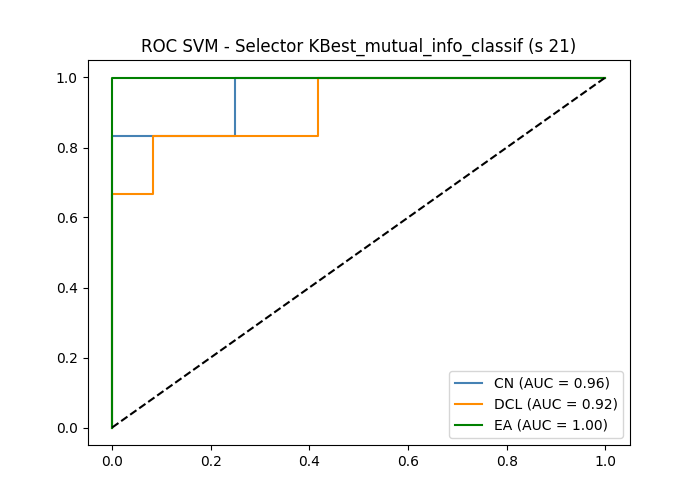 ROC SVM - Selector KBest_mutual_info_classif (s 21)
1.0
0.8
0.6
0.4
0.2
0.0
0.0 0.2 0.4 0.6 0.8 1.0
CN (AUC = 0.96)
DCL (AUC = 0.92)
EA (AUC = 1.00)